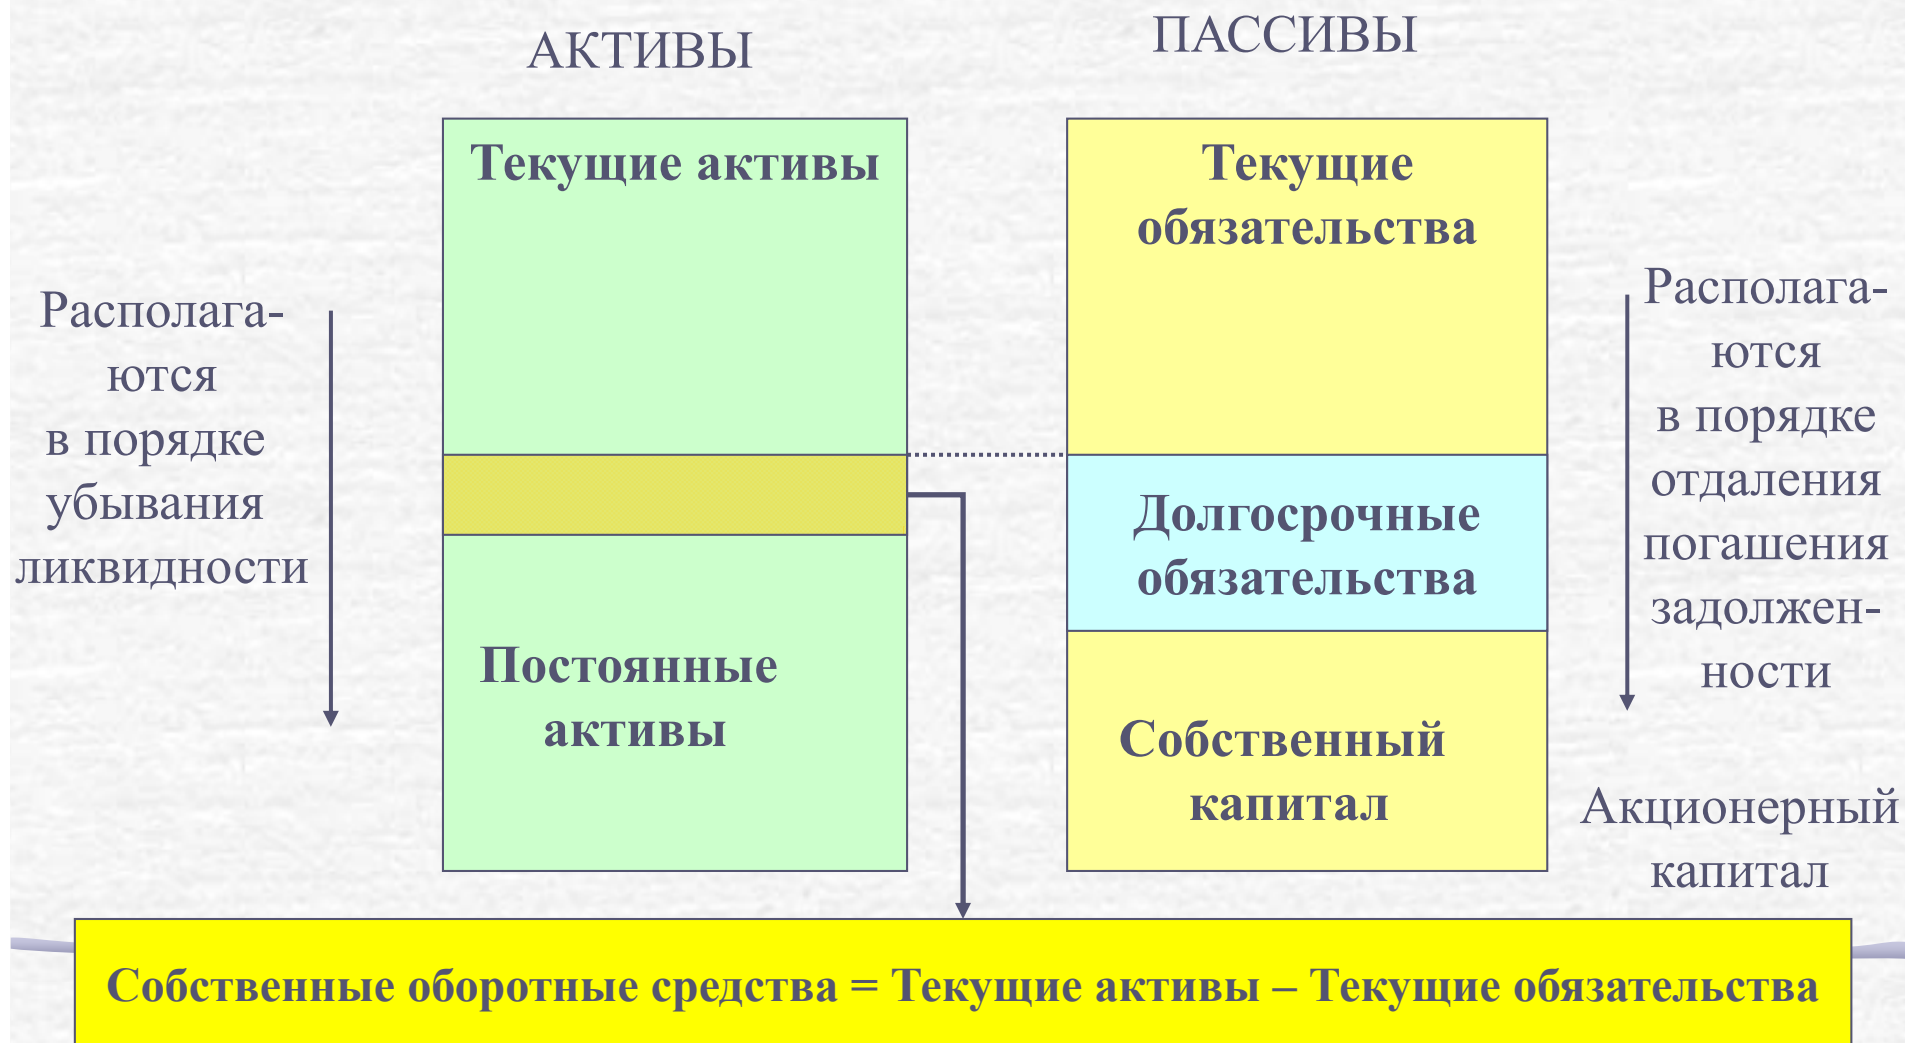 АКТИВЫ
ПАССИВЫ
Текущие активы
Текущие
обязательства
Располага-
ются
в порядке
убывания
ликвидности
Располага-
ются
в порядке
отдаления
погашения
задолжен-
ности
Долгосрочные
обязательства
Постоянные
активы
Собственный
капитал
Акционерный
капитал
Собственные оборотные средства = Текущие активы – Текущие обязательства